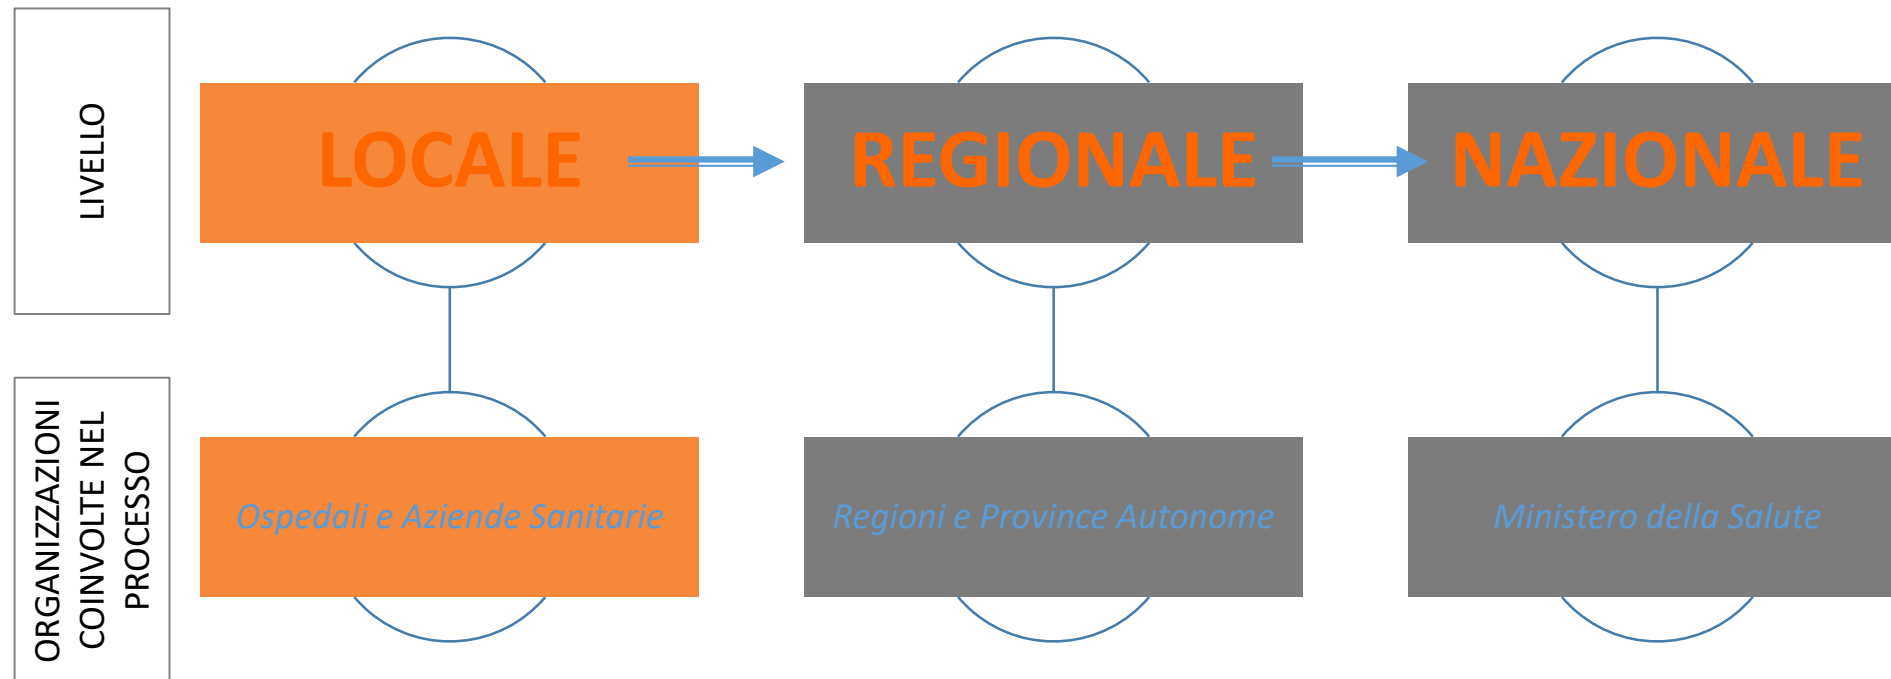 LIVELLO
LOCALE
REGIONALE
NAZIONALE
ORGANIZZAZIONI
COINVOLTE NEL
PROCESSO
Ospedali e Aziende Sanitarie
Regioni e Province Autonome
Ministero della Salute